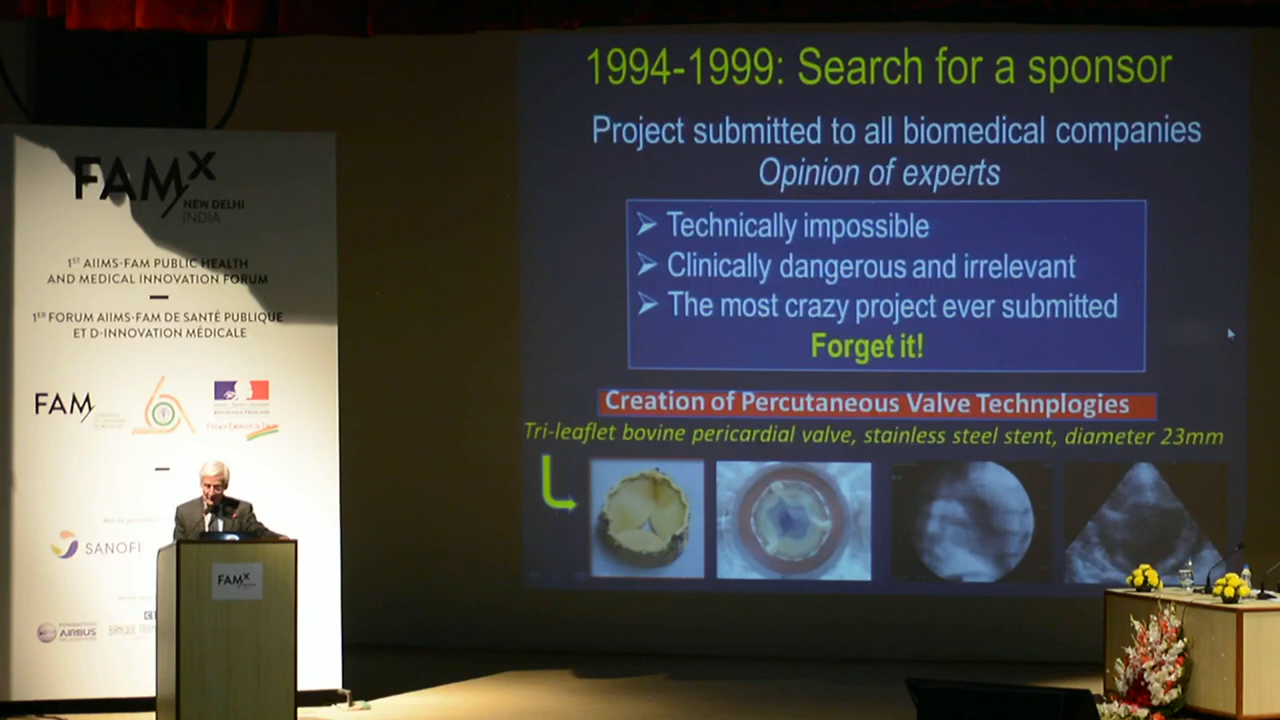 FAMx
NEW DELHI
INDIA
1ST AIIMS-FAM PUBLIC HEALTH
AND MEDICAL INNOVATION FORUM
1ER FORUM AIIMS-FAM DE SANTÉ PUBLIQUE
ET D-INNOVATION MÉDICALE
FAM
SANOFI
AIRBUS
FAMx
1994-1999: Search for a sponsor
Project submitted to all biomedical companies
Opinion of experts
➢ Technically impossible
➢ Clinically dangerous and irrelevant
➢ The most crazy project ever submitted
Forget it!
Creation of Percutaneous Valve Technplogies
Tri-leaflet bovine pericardial valve, stainless steel stent, diameter 23mm